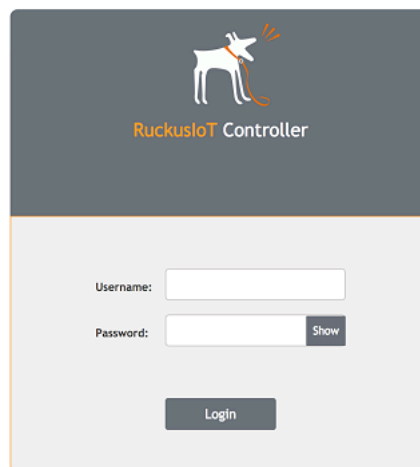 RuckusIoT Controller
Username:
Password:
Show
Login